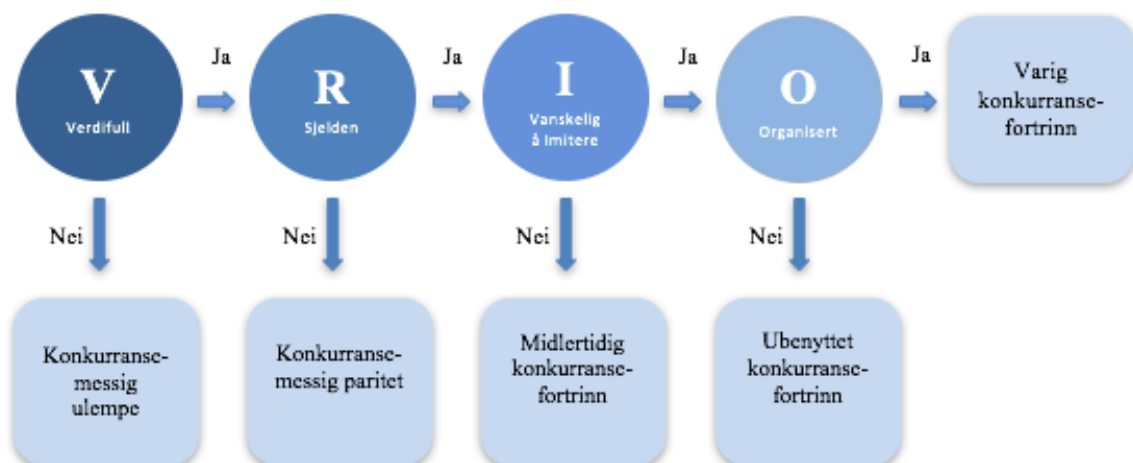 V
Verdifull
Ja
R
Sjelden
Ja
I
Vanskelig
å Imitere
Ja
O
Organisert
Ja
Varig
konkurranse-
fortrinn
Nei
Nei
Nei
Nei
Konkurranse-
messig
ulempe
Konkurranse-
messig paritet
Midlertidig
konkurranse-
fortrinn
Ubenyttet
konkurranse-
fortrinn